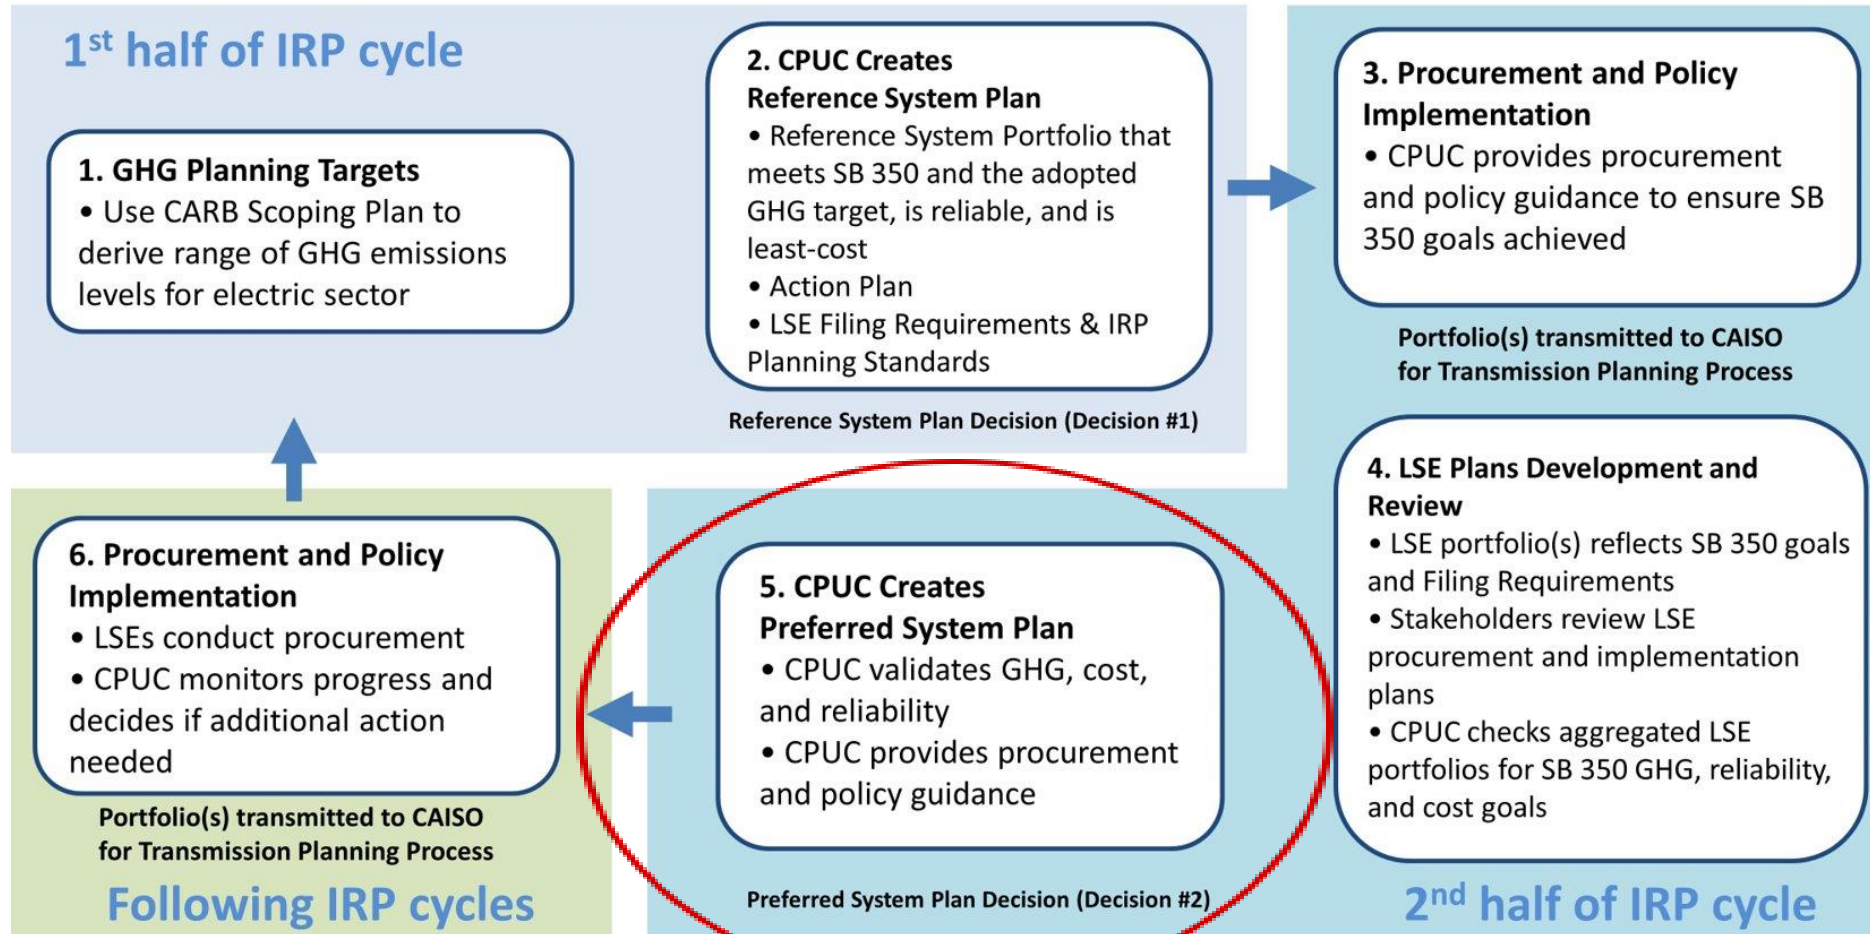 1st half of IRP cycle
1. GHG Planning Targets
• Use CARB Scoping Plan to
derive range of GHG emissions
levels for electric sector
2. CPUC Creates
Reference System Plan
• Reference System Portfolio that
meets SB 350 and the adopted
GHG target, is reliable, and is
least-cost
• Action Plan
• LSE Filing Requirements & IRP
Planning Standards
Reference System Plan Decision (Decision #1)
3. Procurement and Policy
Implementation
• CPUC provides procurement
and policy guidance to ensure SB
350 goals achieved
Portfolio(s) transmitted to CAISO
for Transmission Planning Process
4. LSE Plans Development and
Review
• LSE portfolio(s) reflects SB 350 goals
and Filing Requirements
• Stakeholders review LSE
procurement and implementation
plans
• CPUC checks aggregated LSE
portfolios for SB 350 GHG, reliability,
and cost goals
2nd half of IRP cycle
5. CPUC Creates
Preferred System Plan
• CPUC validates GHG, cost,
and reliability
• CPUC provides procurement
and policy guidance
Preferred System Plan Decision (Decision #2)
6. Procurement and Policy
Implementation
• LSEs conduct procurement
• CPUC monitors progress and
decides if additional action
needed
Portfolio(s) transmitted to CAISO
for Transmission Planning Process
Following IRP cycles